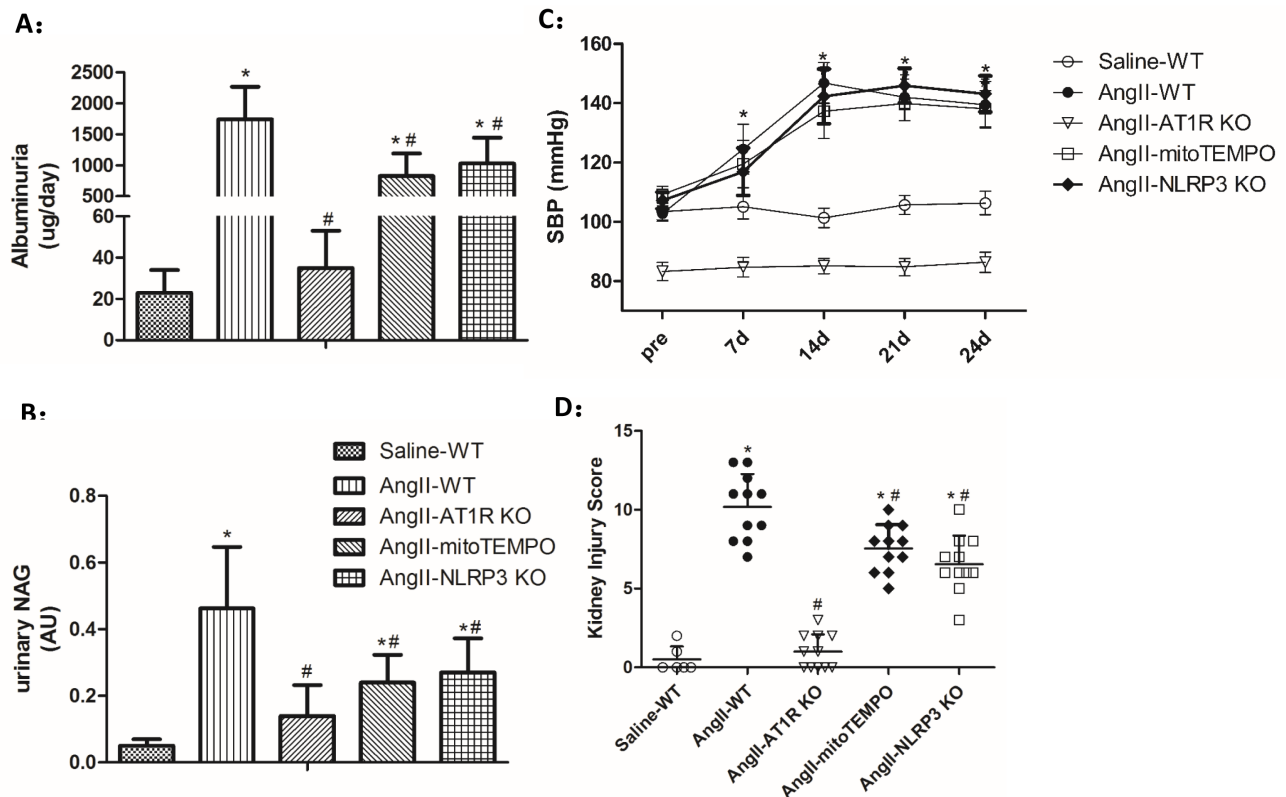 A：
Albuminuria
(ug/day)
2500
2000
1500
1000
500
60
40
20
0
*
#
* #
* #
C：
SBP (mmHg)
160
140
120
100
80
*
*
*
*
pre
7d
14d
21d
24d
Saline-WT
AngII-WT
AngII-AT1R KO
AngII-mitoTEMPO
AngII-NLRP3 KO
B：
urinary NAG
(AU)
0.8
0.6
0.4
0.2
0.0
*
#
*#
*#
Saline-WT
AngII-WT
AngII-AT1R KO
AngII-mitoTEMPO
AngII-NLRP3 KO
D：
Kidney Injury Score
15
10
5
0
*
#
* #
* #
Saline-WT
AngII-WT
AngII-AT1R KO
AngII-mitoTEMPO
AngII-NLRP3 KO